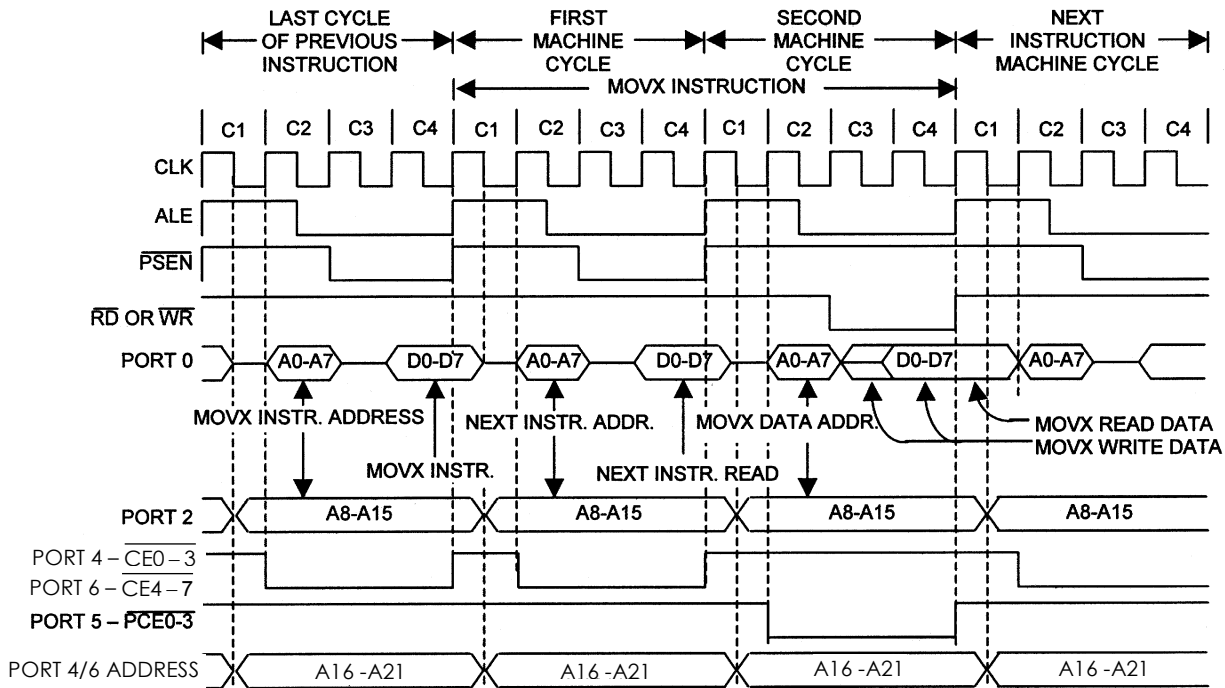 LAST CYCLE
OF PREVIOUS
INSTRUCTION
FIRST
MACHINE
CYCLE
SECOND
MACHINE
CYCLE
NEXT
INSTRUCTION
MACHINE CYCLE
MOVX INSTRUCTION
C1 C2 C3 C4 C1 C2 C3 C4 C1 C2 C3 C4 C1 C2 C3 C4
CLK
ALE
PSEN
RD OR WR
PORT 0 A0-A7 D0-D7 A0-A7 D0-D7 A0-A7 D0-D7 A0-A7
MOVX INSTR. ADDRESS NEXT INSTR. ADDR. MOVX DATA ADDR. MOVX READ DATA
MOVX WRITE DATA
MOVX INSTR. NEXT INSTR. READ
PORT 2 A8-A15 A8-A15 A8-A15 A8-A15
PORT 4 – CE0 – 3
PORT 6 – CE4 – 7
PORT 5 – PCE0-3
PORT 4/6 ADDRESS A16 -A21 A16 -A21 A16 -A21 A16 -A21